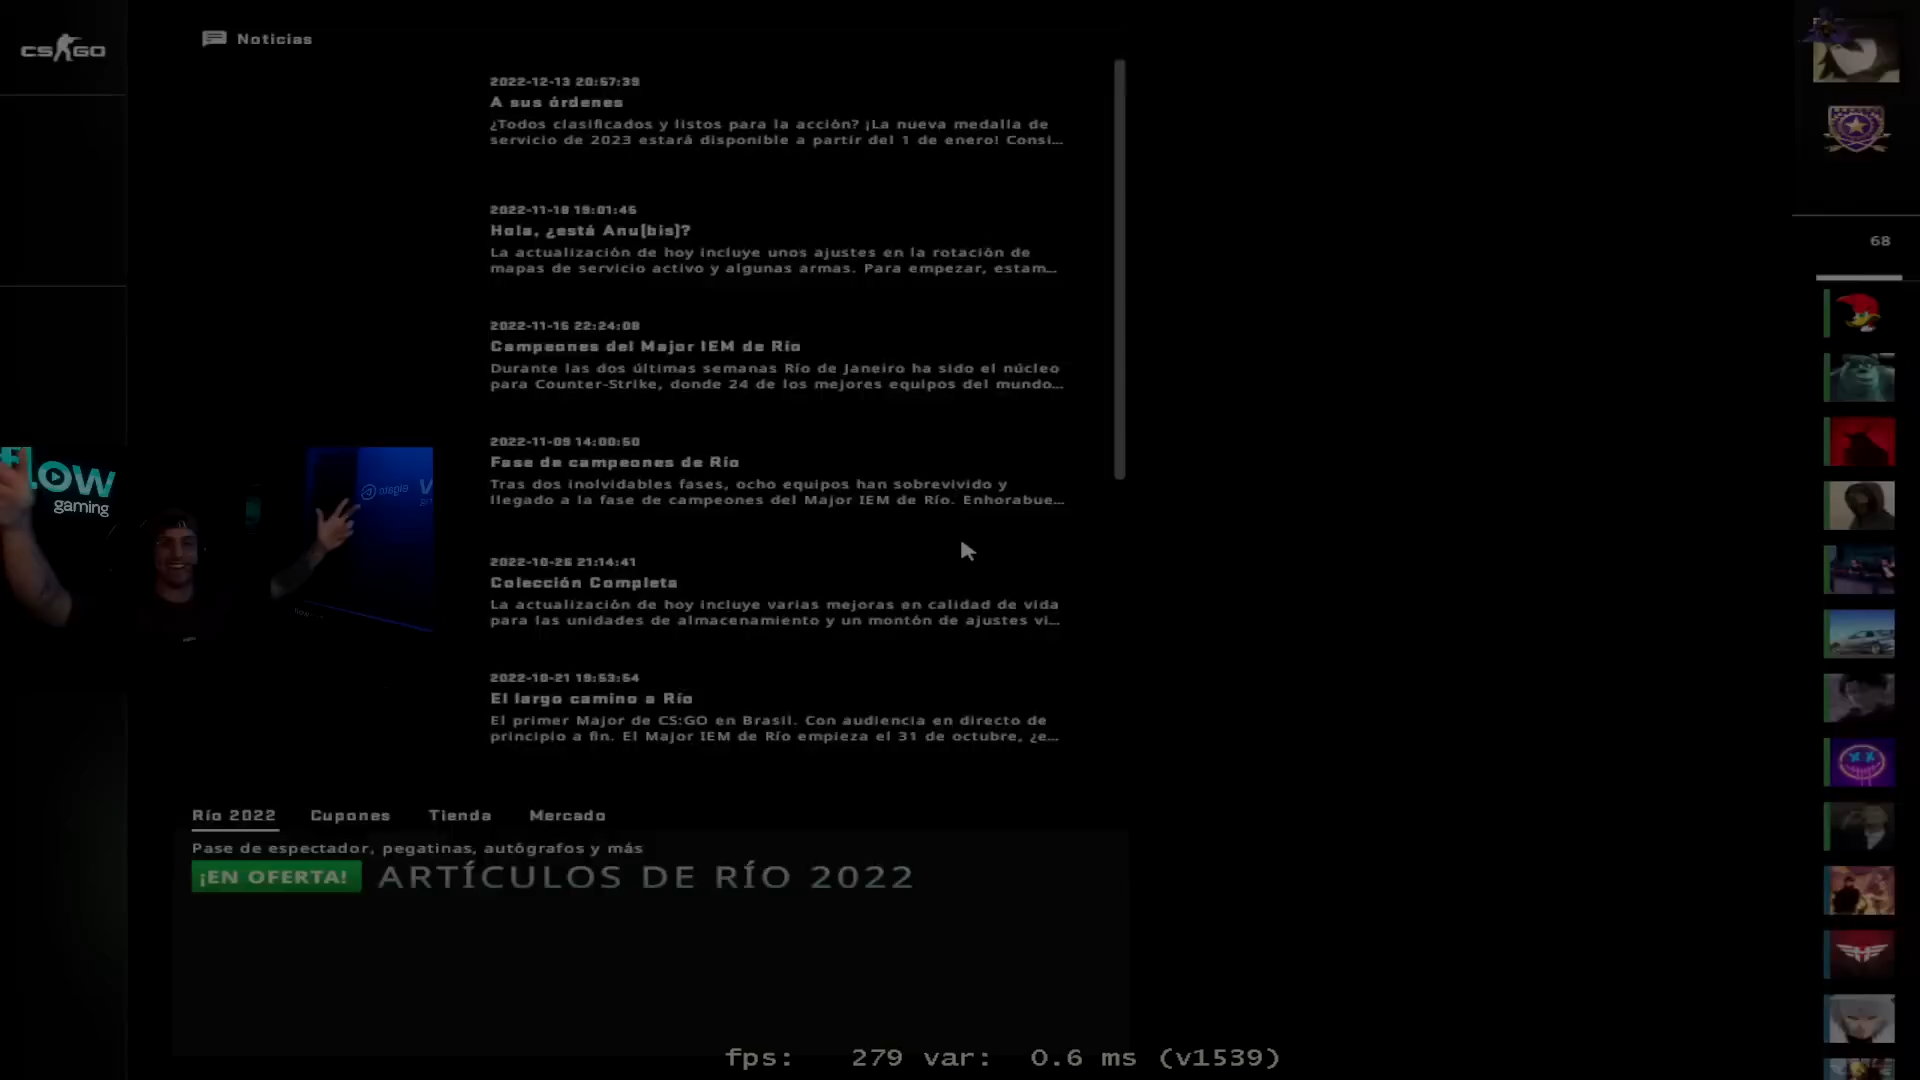 CS GO
Noticias
2022-12-13 20:57:39
A sus órdenes
¿Todos clasificados y listos para la acción? ¡La nueva medalla de
servicio de 2023 estará disponible a partir del 1 de enero! Consi...
2022-11-18 19:01:45
Hola, ¿está Anu(bis)?
La actualización de hoy incluye unos ajustes en la rotación de
mapas de servicio activo y algunas armas. Para empezar, estam...
2022-11-15 22:24:08
Campeones del Major IEM de Río
Durante las dos últimas semanas Río de Janeiro ha sido el núcleo
para Counter-Strike, donde 24 de los mejores equipos del mundo...
2022-11-09 14:00:50
Fase de campeones de Río
Tras dos inolvidables fases, ocho equipos han sobrevivido y
llegado a la fase de campeones del Major IEM de Río. Enhorabue...
2022-10-26 21:14:41
Colección Completa
La actualización de hoy incluye varias mejoras en calidad de vida
para las unidades de almacenamiento y un montón de ajustes vi...
2022-10-21 19:53:54
El largo camino a Río
El primer Major de CS:GO en Brasil. Con audiencia en directo de
principio a fin. El Major IEM de Río empieza el 31 de octubre, ¿e...
68
flow
gaming
Río 2022 Cupones Tienda Mercado
Pase de espectador, pegatinas, autógrafos y más
¡EN OFERTA! ARTÍCULOS DE RÍO 2022
fps: 279 var: 0.6 ms (v1539)